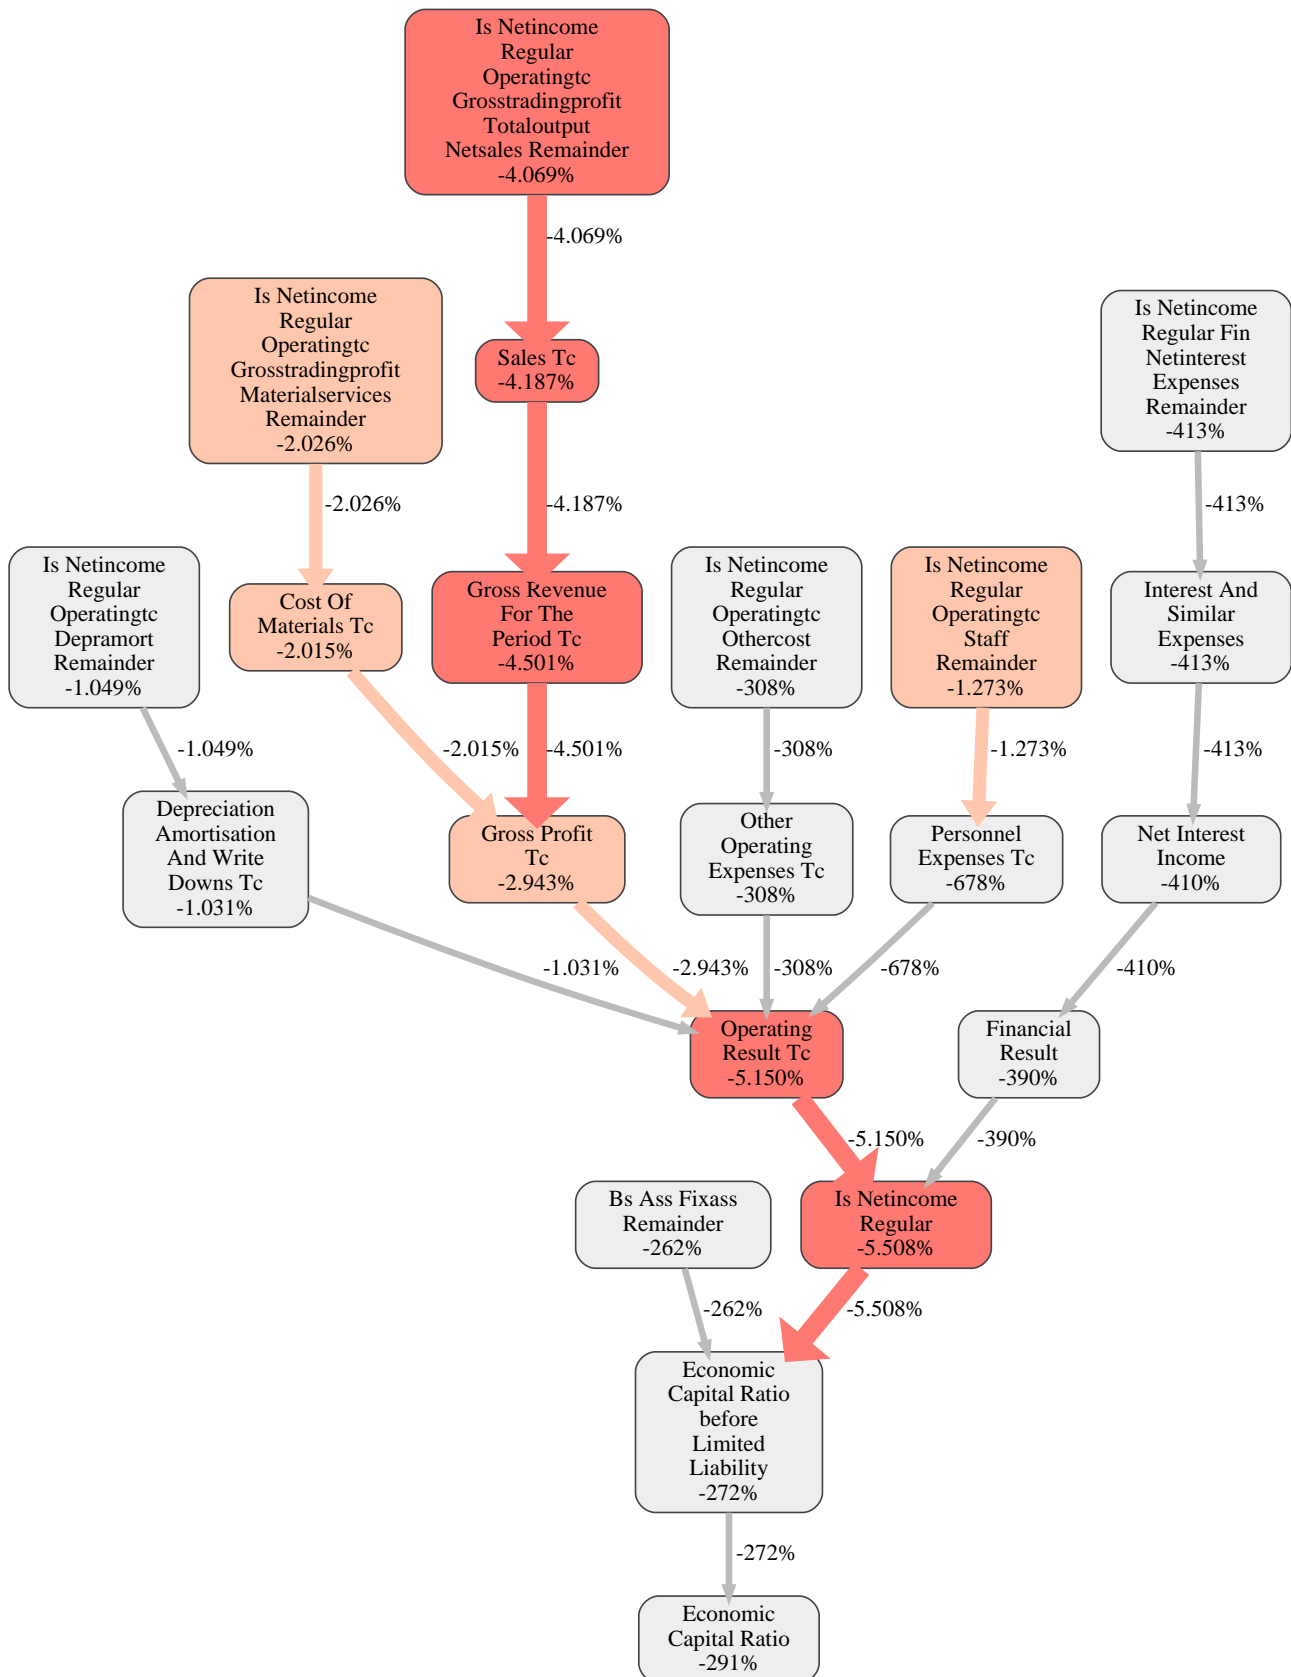 Is Netincome
Regular
Operatingtc
Grosstradingprofit
Totaloutput
Netsales Remainder
-4.069%
-4.069%
Is Netincome
Regular
Operatingtc
Grosstradingprofit
Materialservices
Remainder
-2.026%
Sales Tc
-4.187%
Is Netincome
Regular Fin
Netinterest
Expenses
Remainder
-413%
-2.026%
-4.187%
-413%
Is Netincome
Regular
Operatingtc
Depramort
Remainder
-1.049%
Cost Of
Materials Tc
-2.015%
Gross Revenue
For The
Period Tc
-4.501%
Is Netincome
Regular
Operatingtc
Othercost
Remainder
-308%
Is Netincome
Regular
Operatingtc
Staff
Remainder
-1.273%
Interest And
Similar
Expenses
-413%
-1.049%
-2.015%
-4.501%
-308%
-1.273%
-413%
Depreciation
Amortisation
And Write
Downs Tc
-1.031%
Gross Profit
Tc
-2.943%
Other
Operating
Expenses Tc
-308%
Personnel
Expenses Tc
-678%
Net Interest
Income
-410%
-1.031%
-2.943%
-308%
-678%
-410%
Operating
Result Tc
-5.150%
Financial
Result
-390%
-5.150%
-390%
Bs Ass Fixass
Remainder
-262%
Is Netincome
Regular
-5.508%
-262%
-5.508%
Economic
Capital Ratio
before
Limited
Liability
-272%
-272%
Economic
Capital Ratio
-291%